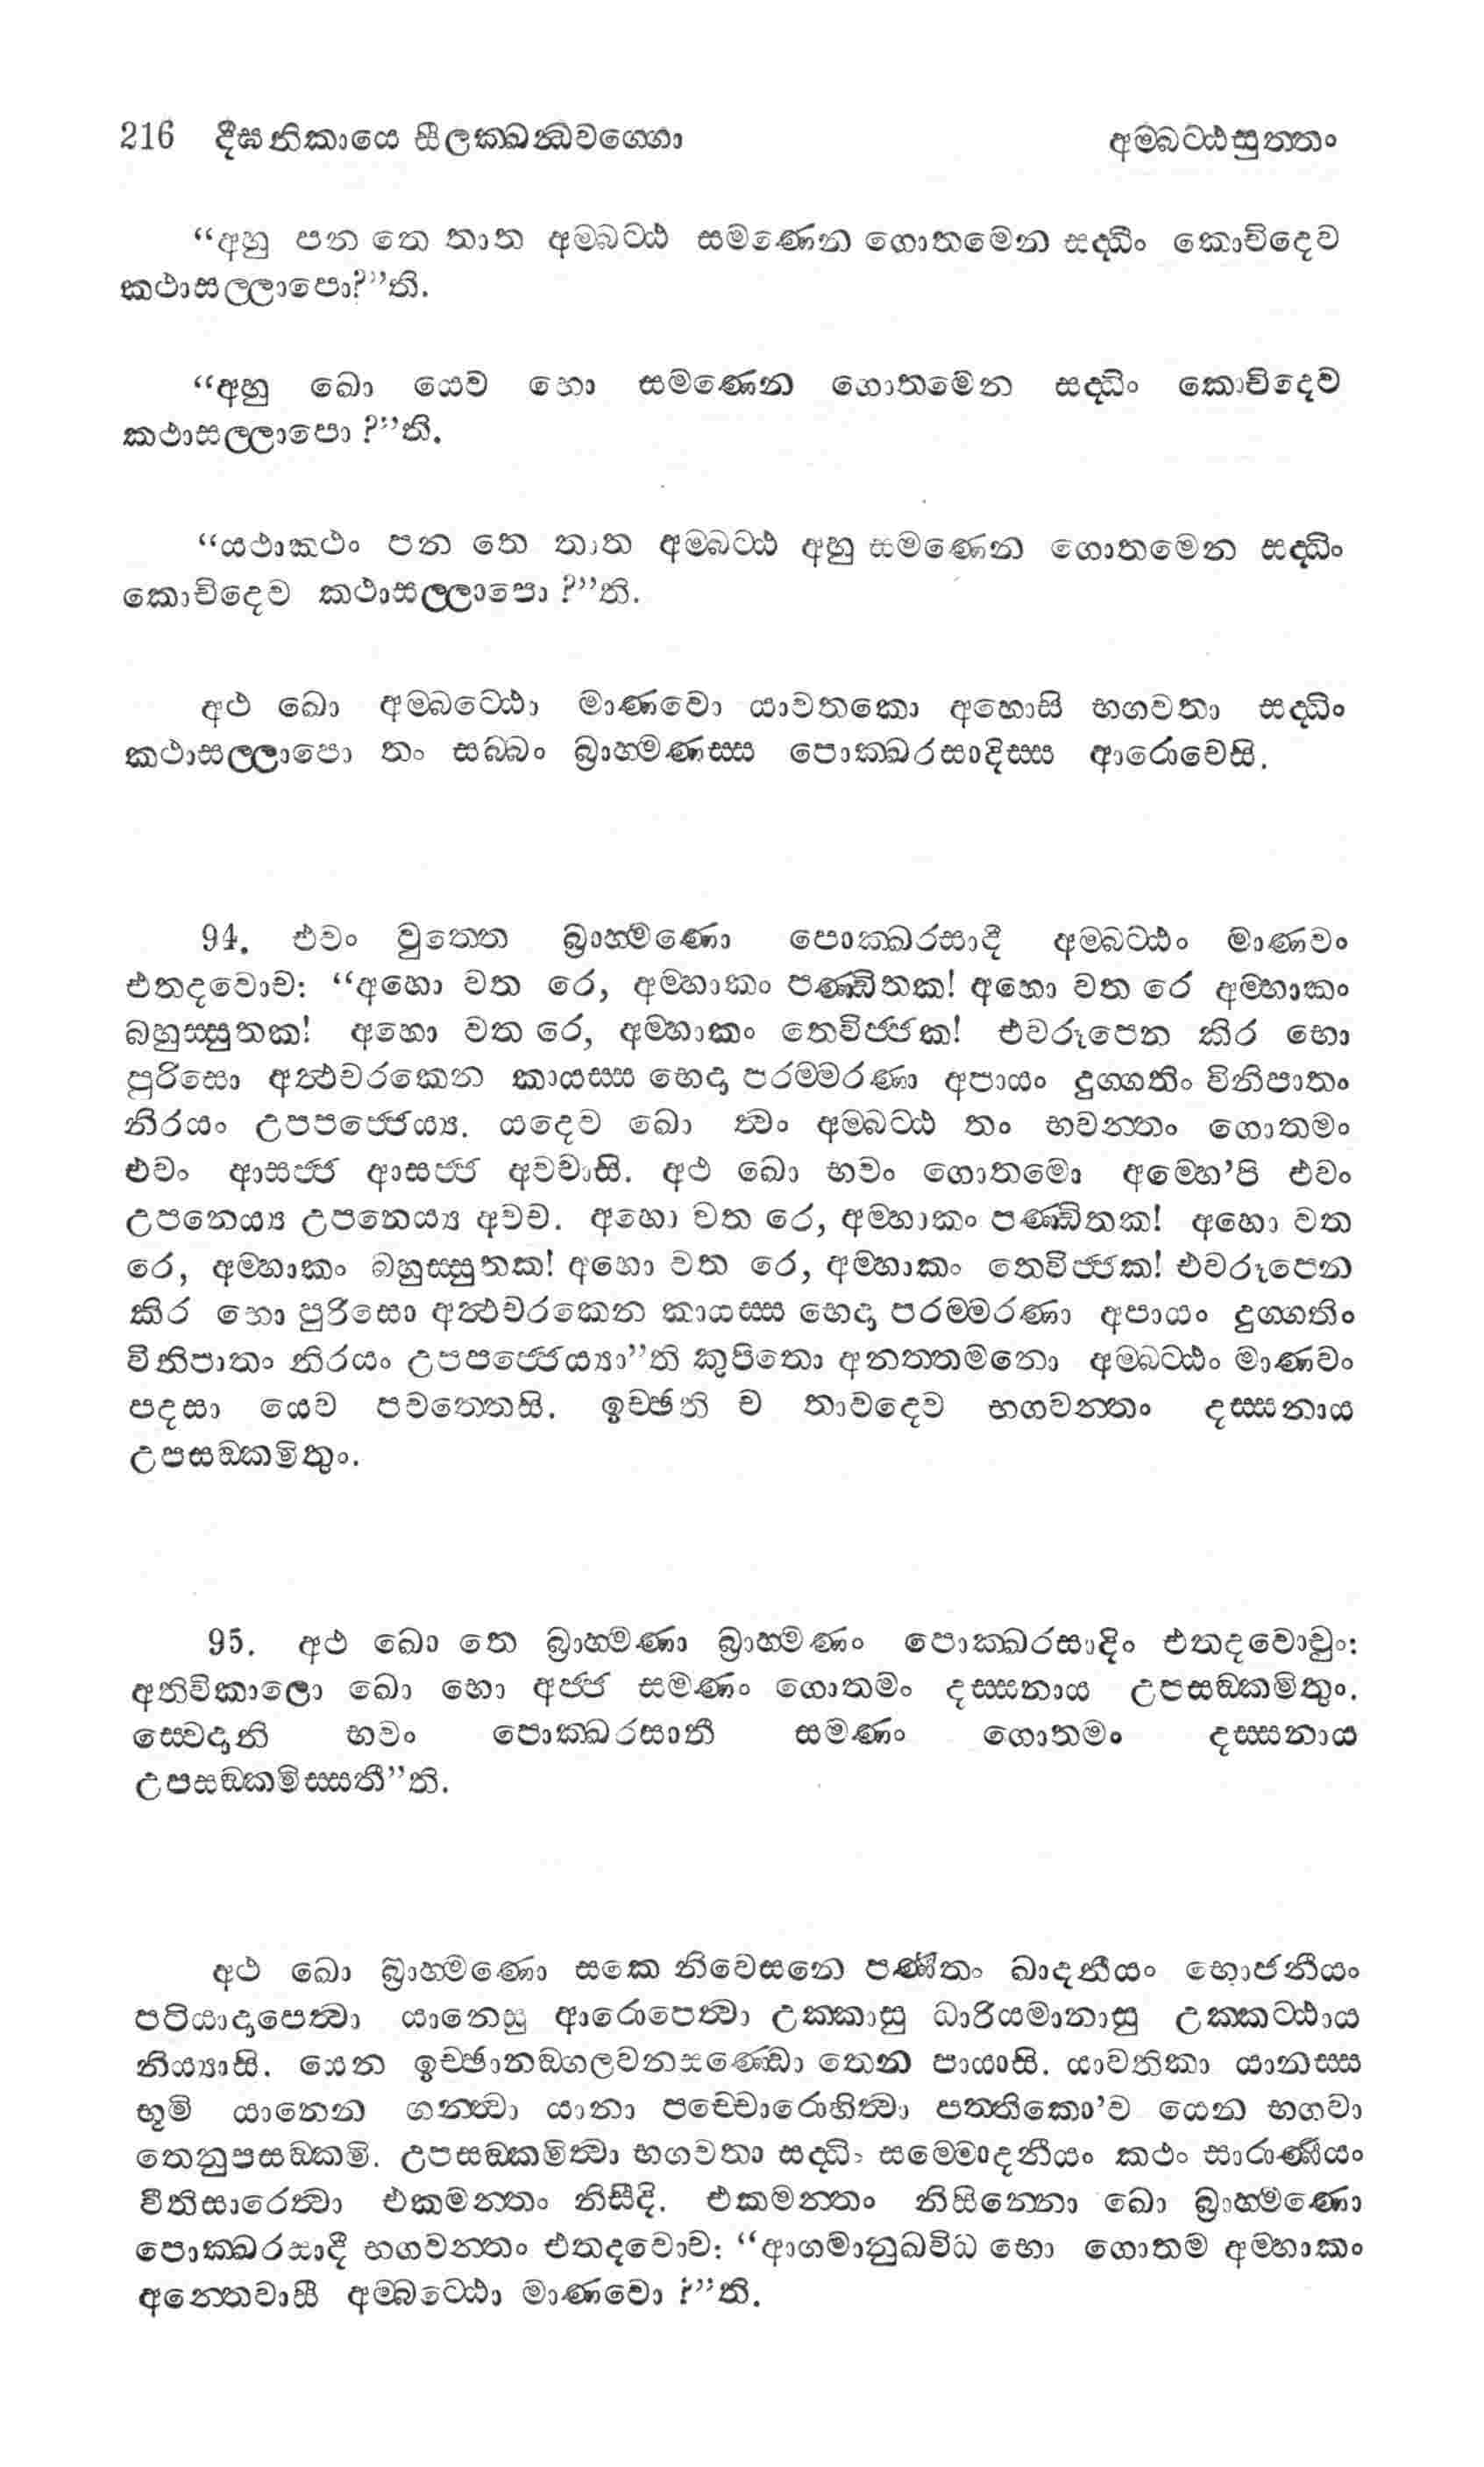 216 දීඝනිකායෙ සීලක්ඛන්ධවග්ගො අම්බට්ඨසුත්තං
“අහු පන තෙ තාත අම්බට්ඨ සමණෙන ගොතමෙන සද්ධිං කොචිදෙව
කථාසල්ලාපො?”ති.
“අහු ඛො යෙව හො සමණෙන ගොතමෙන සද්ධිං කොචිදෙව
කථාසල්ලාපො ?”ති.
“යථාකථං පන තෙ තාත අම්බට්ඨ අහු සමණෙන ගොතමෙන සද්ධිං
කොචිදෙව කථාසල්ලාපො ?”ති.
අථ ඛො අම්බට්ඨො මාණවො යාවතකො අහොසි භගවතා සද්ධිං
කථාසල්ලාපො තං සබ්බං බ්‍රාහ්මණස්ස පොක්ඛරසාදිස්ස ආරොචෙසි.
94. එවං වුත්තෙ බ්‍රාහ්මණො පොක්ඛරසාදී අම්බට්ඨං මාණවං
එතදවොච: “අහො වත රෙ, අම්හාකං පණ්ඩිතක! අහො වත රෙ අම්භාකං
බහුස්සුතක! අහො වත රෙ, අම්හාකං තෙවිජ්ජක! එවරූපෙන කිර භො
පුරිසො අත්ථචරකෙන කායස්ස භෙදා පරම්මරණා අපායං දුග්ගතිං විනිපාතං
නිරයං උපපජ්ජෙය්‍ය. යදෙව ඛො ත්වං අම්බට්ඨ තං භවන්තං ගොතමං
එවං ආසජ්ජ ආසජ්ජ අවචාසි. අථ ඛො භවං ගොතමො අම්හෙ’පි එවං
උපනෙය්‍ය උපනෙය්‍ය අවච. අහො වත රෙ, අම්හාකං පණ්ඩිතක! අහො වත
රෙ, අම්හාකං බහුස්සුතක! අහො වත රෙ, අම්හාකං තෙවිජ්ජක! එවරූපෙන
කිර හො පුරිසො අත්ථචරකෙන කායස්ස භෙදා පරම්මරණා අපායං දුග්ගතිං
විනිපාතං නිරයං උපපජ්ජෙය්‍යා”ති කුපිතො අනත්තමනො අම්බට්ඨං මාණවං
පදසා යෙව පවත්තෙසි. ඉච්ඡති ච තාවදෙව භගවන්තං දස්සනාය
උපසඞ්කමිතුං.
95. අථ ඛො තෙ බ්‍රාහ්මණා බ්‍රාහ්මණං පොක්ඛරසාදිං එතදවොචුං:
අතිවිකාලො ඛො භො අජ්ජ සමණං ගොතමං දස්සනාය උපසඞ්කමිතුං.
ස්වෙදානි භවං පොක්ඛරසාතී සමණං ගොතමං දස්සනාය
උපසඞ්කමිස්සතී”ති.
අථ ඛො බ්‍රාහ්මණො සකෙ නිවෙසනෙ පණීතං ඛාදනීයං භොජනීයං
පටියාදාපෙත්වා යානෙසු ආරොපෙත්වා උක්කාසු ධාරියමානාසු උක්කට්ඨාය
නිය්‍යාසි. යෙන ඉච්ඡානඞ්ගලවනසණ්ඩො තෙන පායාසි. යාවතිකා යානස්ස
භූමි යානෙන ගන්ත්වා යානා පච්චොරොහිත්වා පත්තිකො’ව යෙන භගවා
තෙනුපසඞ්කමි. උපසඞ්කමිත්වා භගවතා සද්ධිං සම්මොදනීයං කථං සාරාණීයං
වීතිසාරෙත්වා එකමන්තං නිසීදි. එකමන්තං නිසින්නො ඛො බ්‍රාහ්මණො
පොක්ඛරසාදී භගවන්තං එතදවොච: “ආගමානුඛ්විධ භො ගොතම අම්හාකං
අන්තෙවාසී අම්බට්ඨො මාණවො ?”ති.